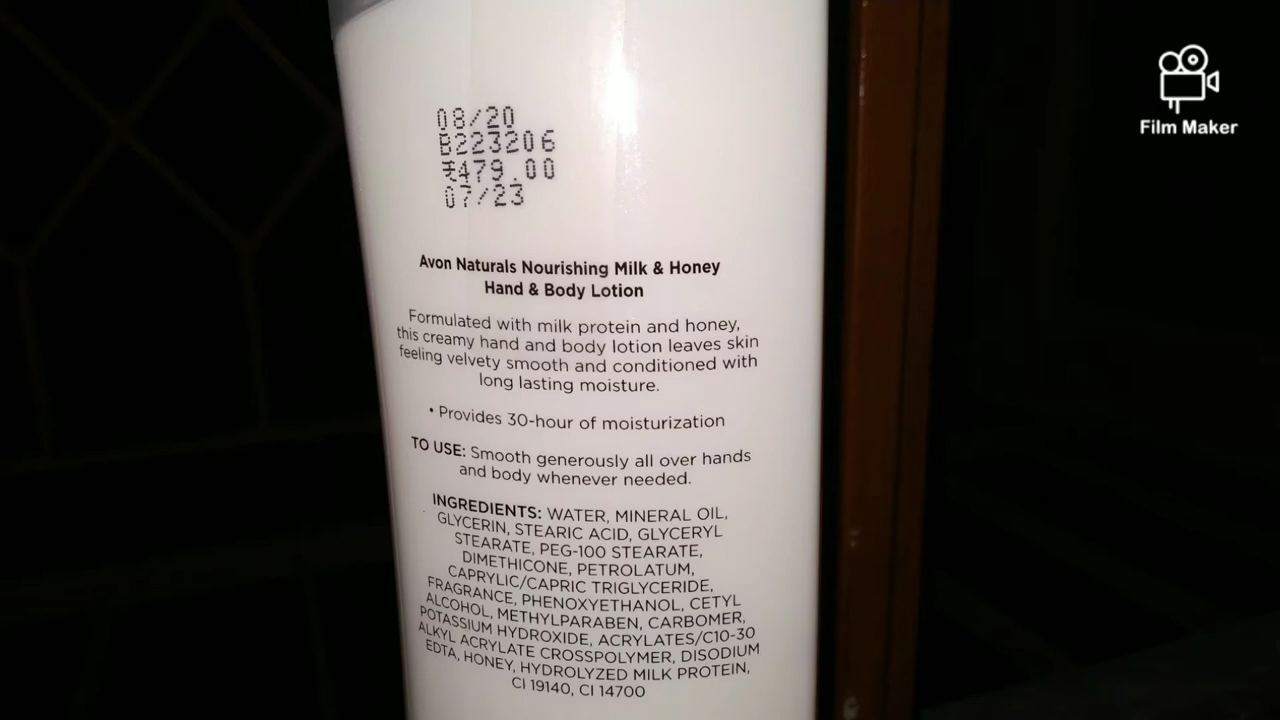 08/20
B223206
₹479.00
07/23
Avon Naturals Nourishing Milk & Honey
Hand & Body Lotion
Formulated with milk protein and honey,
this creamy hand and body lotion leaves skin
feeling velvety smooth and conditioned with
long lasting moisture.
• Provides 30-hour of moisturization
TO USE: Smooth generously all over hands
and body whenever needed.
INGREDIENTS: WATER, MINERAL OIL,
GLYCERIN, STEARIC ACID, GLYCERYL
STEARATE, PEG-100 STEARATE,
DIMETHICONE, PETROLATUM,
CAPRYLIC/CAPRIC TRIGLYCERIDE,
FRAGRANCE, PHENOXYETHANOL, CETYL
ALCOHOL, METHYLPARABEN, CARBOMER,
POTASSIUM HYDROXIDE, ACRYLATES/C10-30
ALKYL ACRYLATE CROSSPOLYMER, DISODIUM
EDTA, HONEY, HYDROLYZED MILK PROTEIN,
CI 19140, CI 14700
Film Maker